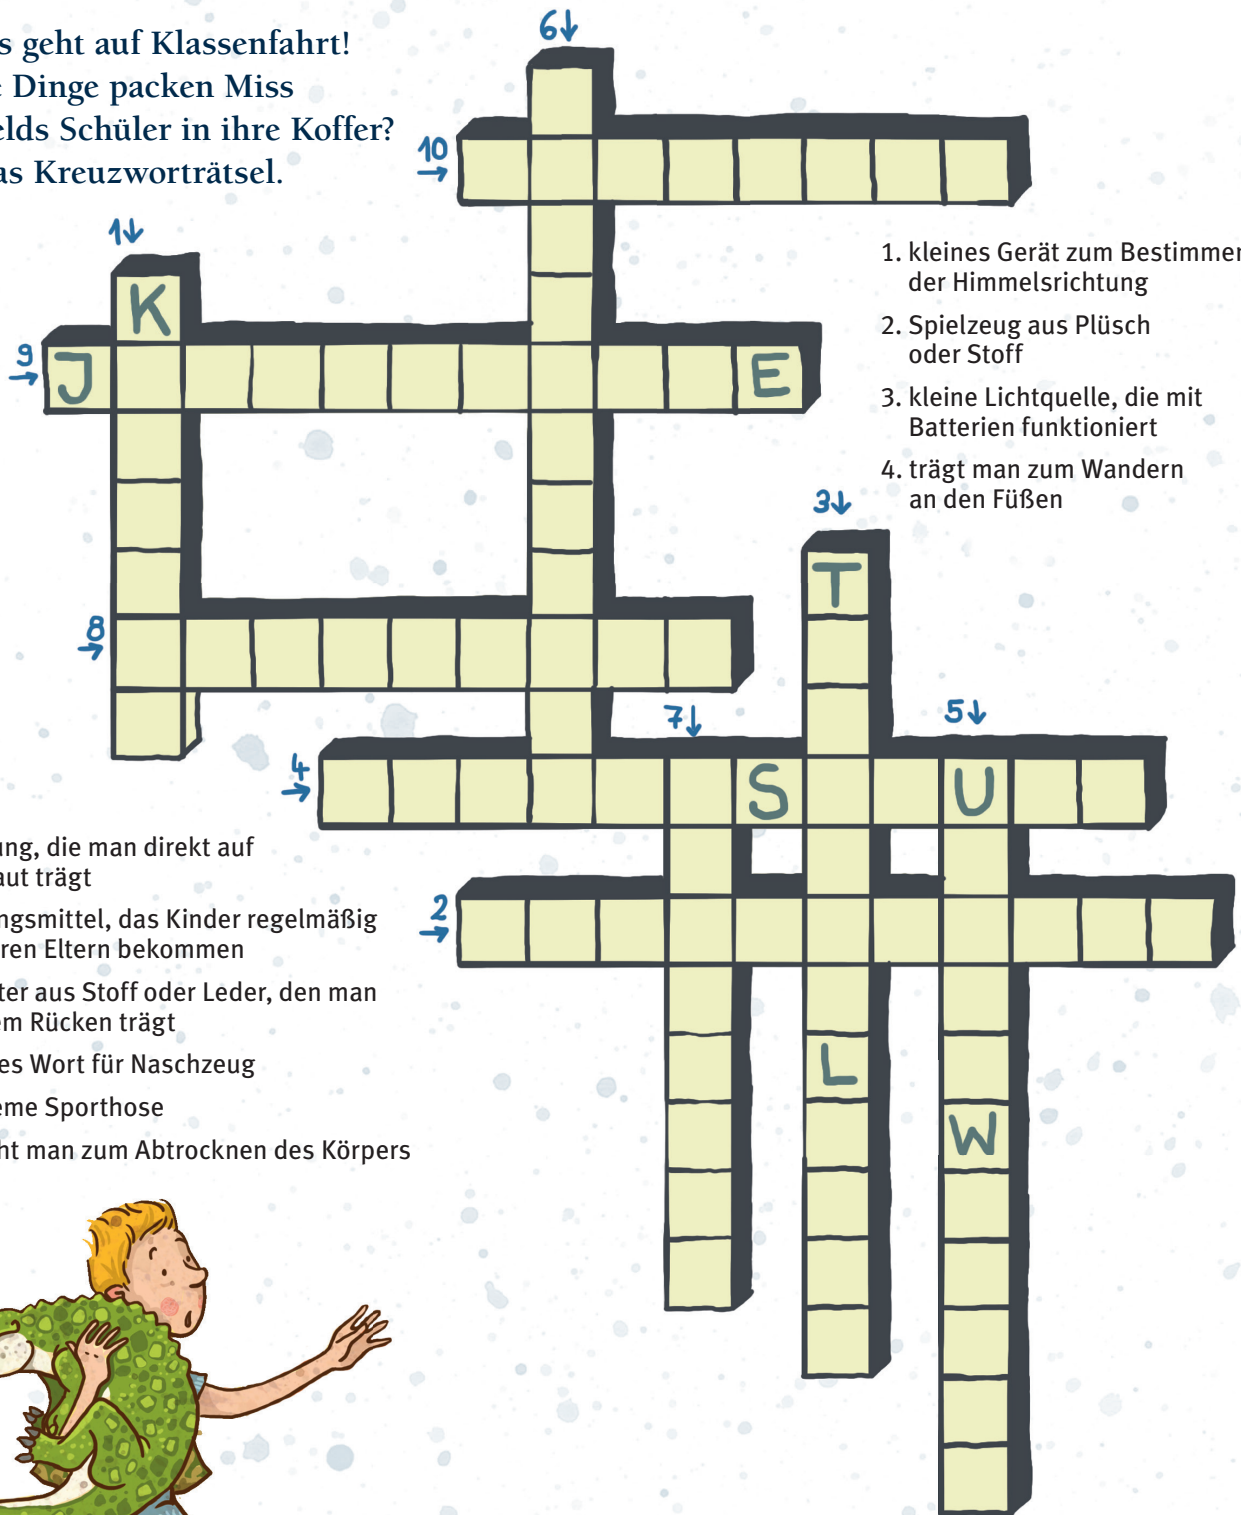 s geht auf Klassenfahrt!
Dinge packen Miss
elds Schüler in ihre Koffer?
as Kreuzworträtsel.
6
10
1
K
9
J
E
1. kleines Gerät zum Bestimmen
der Himmelsrichtung
2. Spielzeug aus Plüsch
oder Stoff
3. kleine Lichtquelle, die mit
Batterien funktioniert
4. trägt man zum Wandern
an den Füßen
3
T
8
7
5
4
S
U
2
L
W
ung, die man direkt auf
aut trägt
ngsmittel, das Kinder regelmäßig
ren Eltern bekommen
ter aus Stoff oder Leder, den man
em Rücken trägt
es Wort für Naschzeug
eme Sporthose
ht man zum Abtrocknen des Körpers